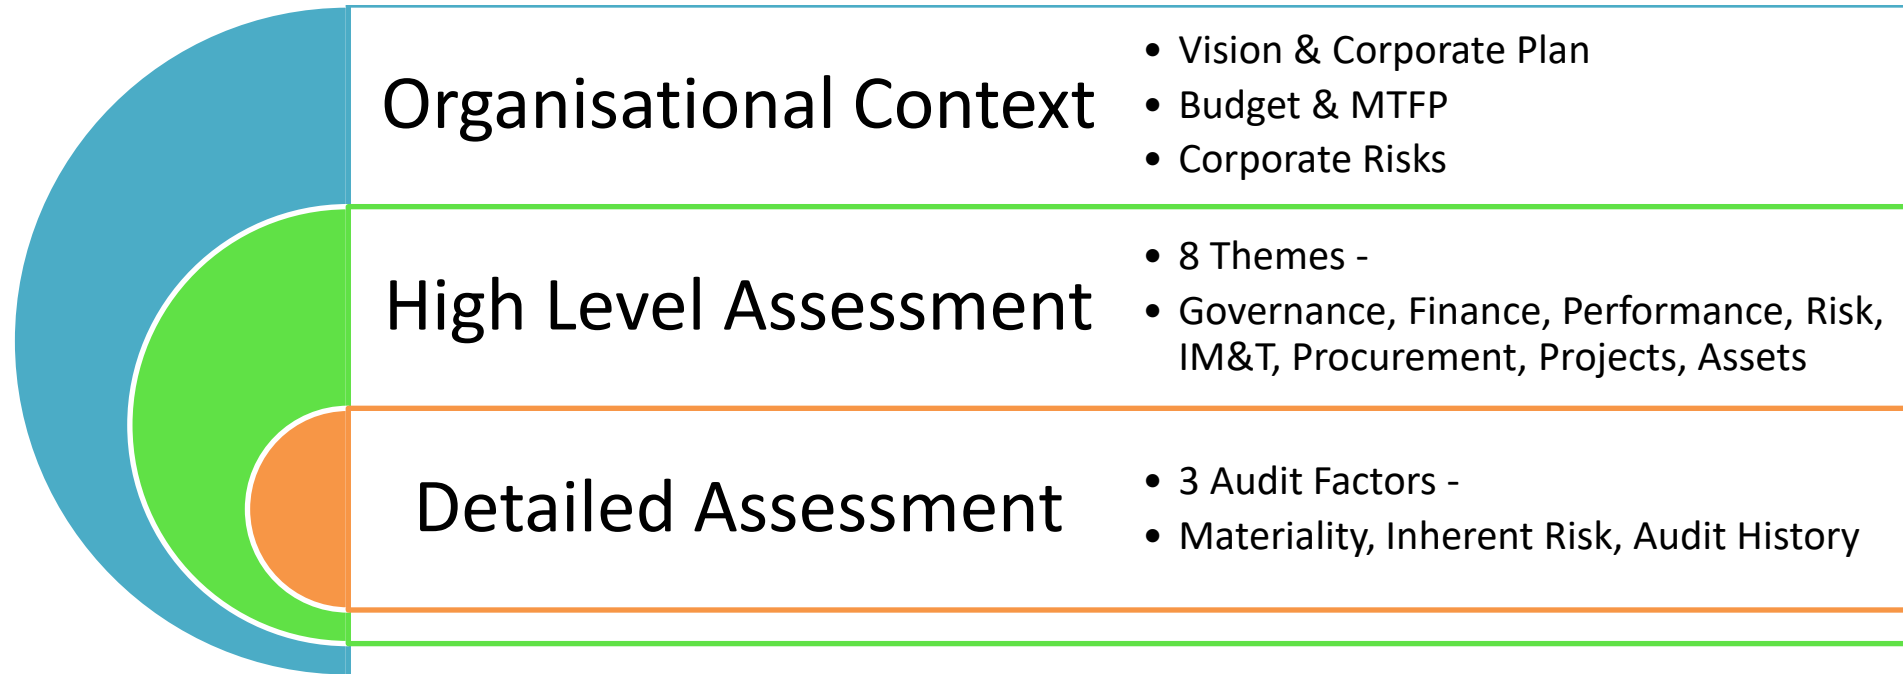 Organisational Context
• Vision & Corporate Plan
• Budget & MTFP
• Corporate Risks
High Level Assessment
• 8 Themes -
• Governance, Finance, Performance, Risk,
IM&T, Procurement, Projects, Assets
Detailed Assessment
• 3 Audit Factors -
• Materiality, Inherent Risk, Audit History